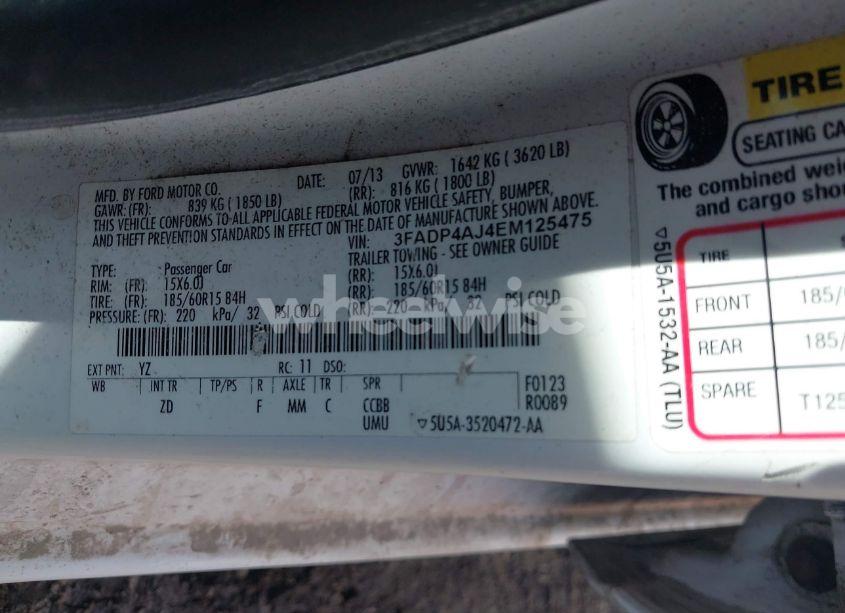 MFD. BY FORD MOTOR CO. DATE: 07/13 GVWR: 1642 KG ( 3620 LB)
GAWR: (FR): 839 KG ( 1850 LB) (RR): 816 KG ( 1800 LB)
THIS VEHICLE CONFORMS TO ALL APPLICABLE FEDERAL MOTOR VEHICLE SAFETY, BUMPER,
AND THEFT PREVENTION STANDARDS IN EFFECT ON THE DATE OF MANUFACTURE SHOWN ABOVE.
VIN: 3FADP4AJ4EM125475
TYPE: Passenger Car TRAILER TOWING - SEE OWNER GUIDE
RIM: (FR) 15X6.0J (RR): 15X6.0J
TIRE: (FR) 185/60R15 84H (RR): 185/60R15 84H
PRESSURE: (FR) 220 kPa/ 32 PSI COLD (RR): 220 kPa/ 32 PSI COLD
EXT PNT: YZ RC: 11 DSO:
WB INT TR TP/PS R AXLE TR SPR F0123
ZD F MM C CCBB R0089
UMU ▽5U5A-3520472-AA
▽5U5A-1532-AA (TLU)
TIRE
SEATING CA
The combined weig
and cargo shou
TIRE S
FRONT 185/
REAR 185/
SPARE T125
wheelwise